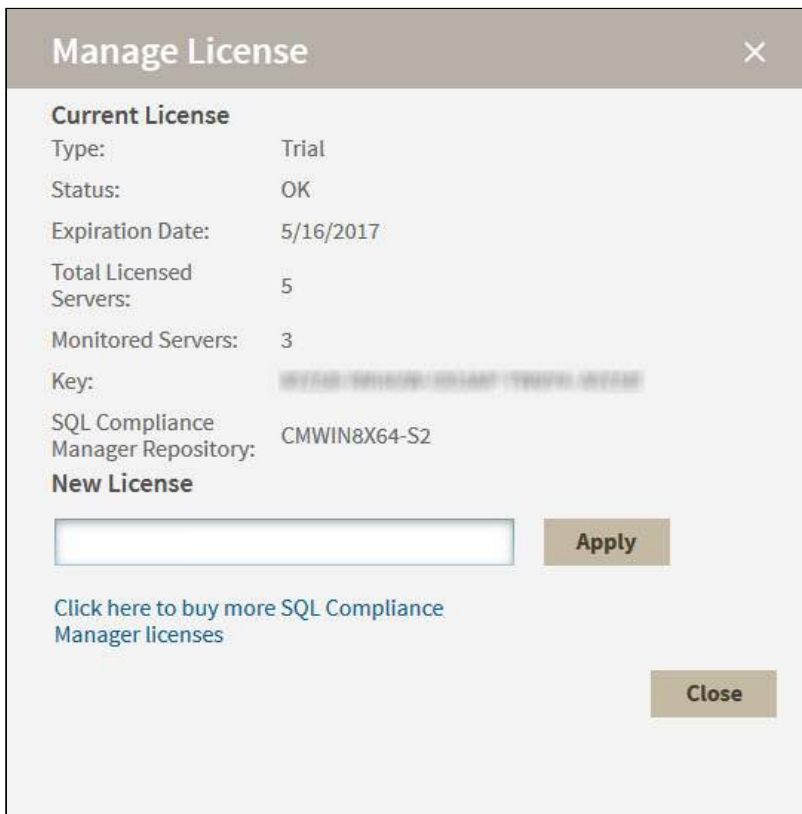 Manage License
Current License
Type: Trial
Status: OK
Expiration Date: 5/16/2017
Total Licensed
Servers: 5
Monitored Servers: 3
Key:
SQL Compliance
Manager Repository: CMWIN8X64-S2
New License
Apply
Click here to buy more SQL Compliance
Manager licenses
Close